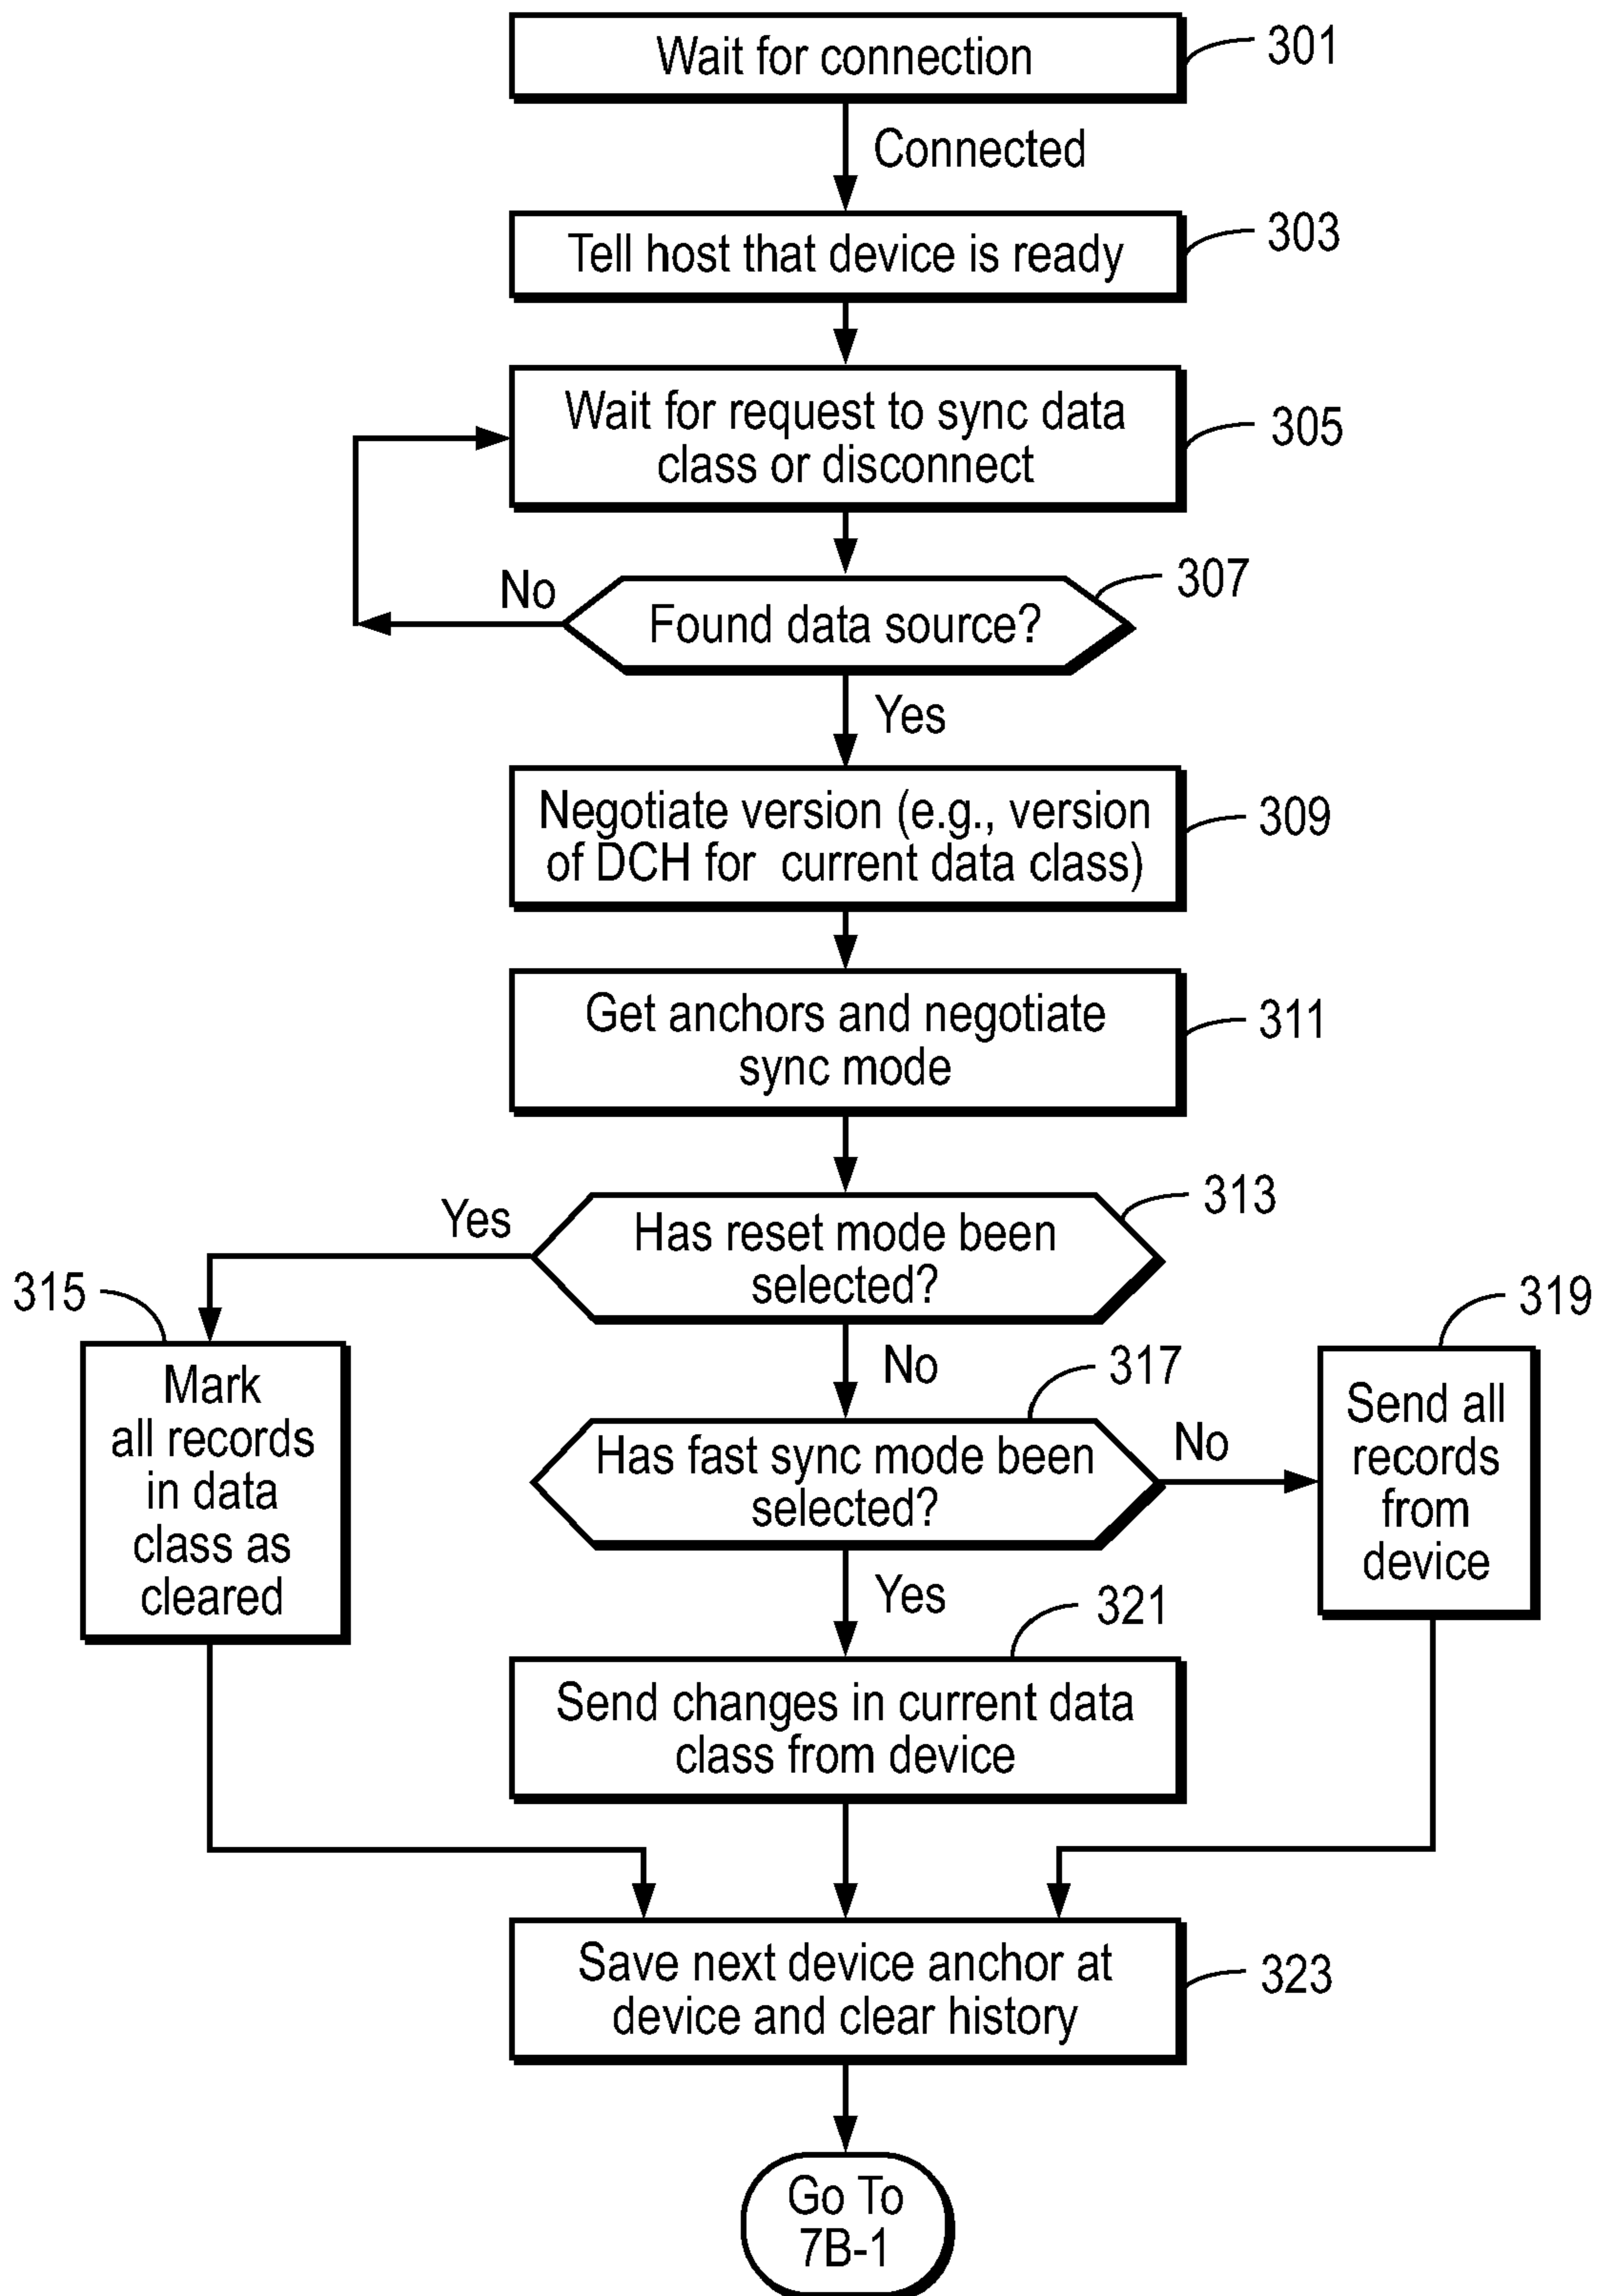 Wait for connection
301
Connected
Tell host that device is ready
303
Wait for request to sync data
class or disconnect
305
No
Found data source?
307
Yes
Negotiate version (e.g., version
of DCH for current data class)
309
Get anchors and negotiate
sync mode
311
Yes
Has reset mode been
selected?
313
315
Mark
all records
in data
class as
cleared
No
317
Has fast sync mode been
selected?
No
319
Send all
records
from
device
Yes
321
Send changes in current data
class from device
Save next device anchor at
device and clear history
323
Go To
7B-1